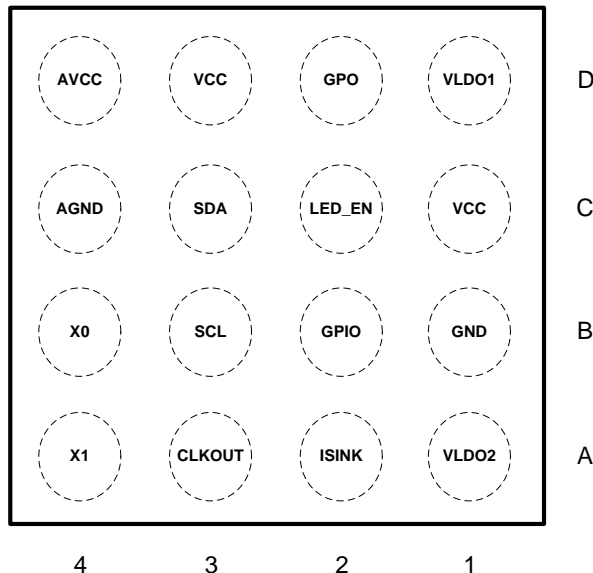 AVCC VCC GPO VLDO1 D
AGND SDA LED_EN VCC C
X0 SCL GPIO GND B
X1 CLKOUT ISINK VLDO2 A
4 3 2 1